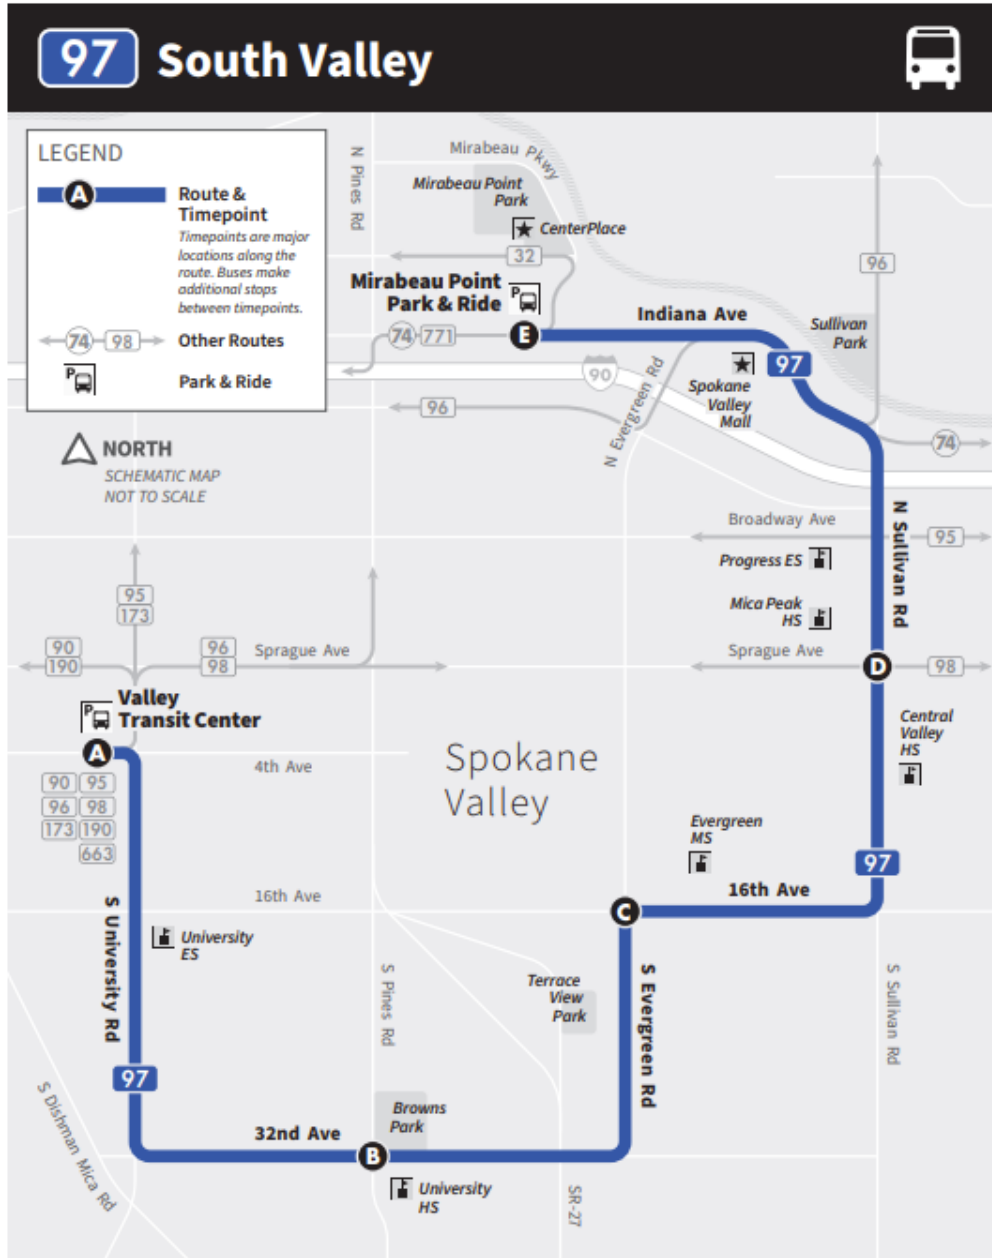 97 South Valley
LEGEND
A
Route &
Timepoint
Timepoints are major
locations along the
route. Buses make
additional stops
between timepoints.
74 98 Other Routes
P Park & Ride
NORTH
SCHEMATIC MAP
NOT TO SCALE
N Pines Rd
Mirabeau Pkwy
Mirabeau Point
Park
CenterPlace
32
96
Mirabeau Point
Park & Ride
P
E
74 771
Indiana Ave
Sullivan
Park
97
90
Spokane
Valley
Mall
N Evergreen Rd
96
74
N Sullivan Rd
Broadway Ave
95
Progress ES
Mica Peak
HS
95
173
90
190
96
98
Sprague Ave
Sprague Ave
D
98
P
Valley
Transit Center
A
4th Ave
90 95
96 98
173 190
663
Spokane
Valley
Central
Valley
HS
Evergreen
MS
97
16th Ave
16th Ave
C
S University Rd
University
ES
S Pines Rd
Terrace
View
Park
S Evergreen Rd
S Sullivan Rd
97
S Dishman Mica Rd
32nd Ave
B
Browns
Park
University
HS
SR-27